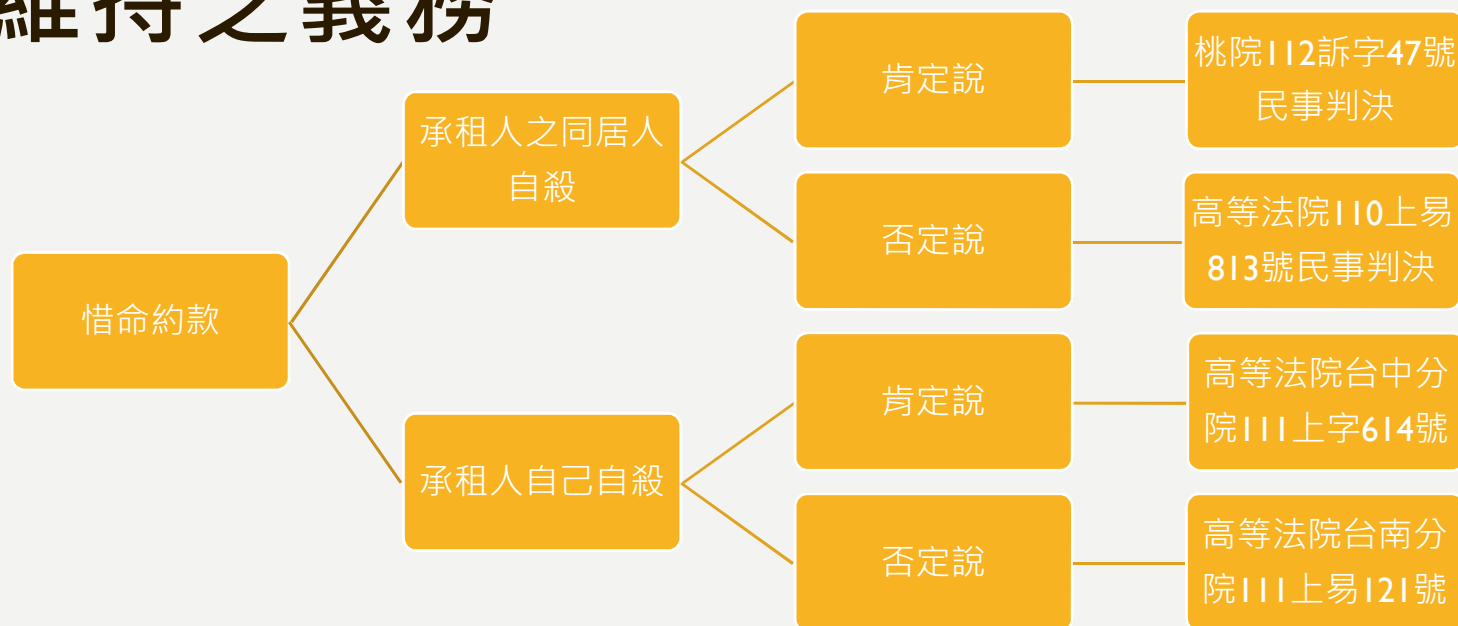 維持之義務
惜命約款
承租人之同居人
自殺
肯定說
桃院112訴字47號
民事判決
否定說
高等法院110上易
813號民事判決
承租人自己自殺
肯定說
高等法院台中分
院111上字614號
否定說
高等法院台南分
院111上易121號